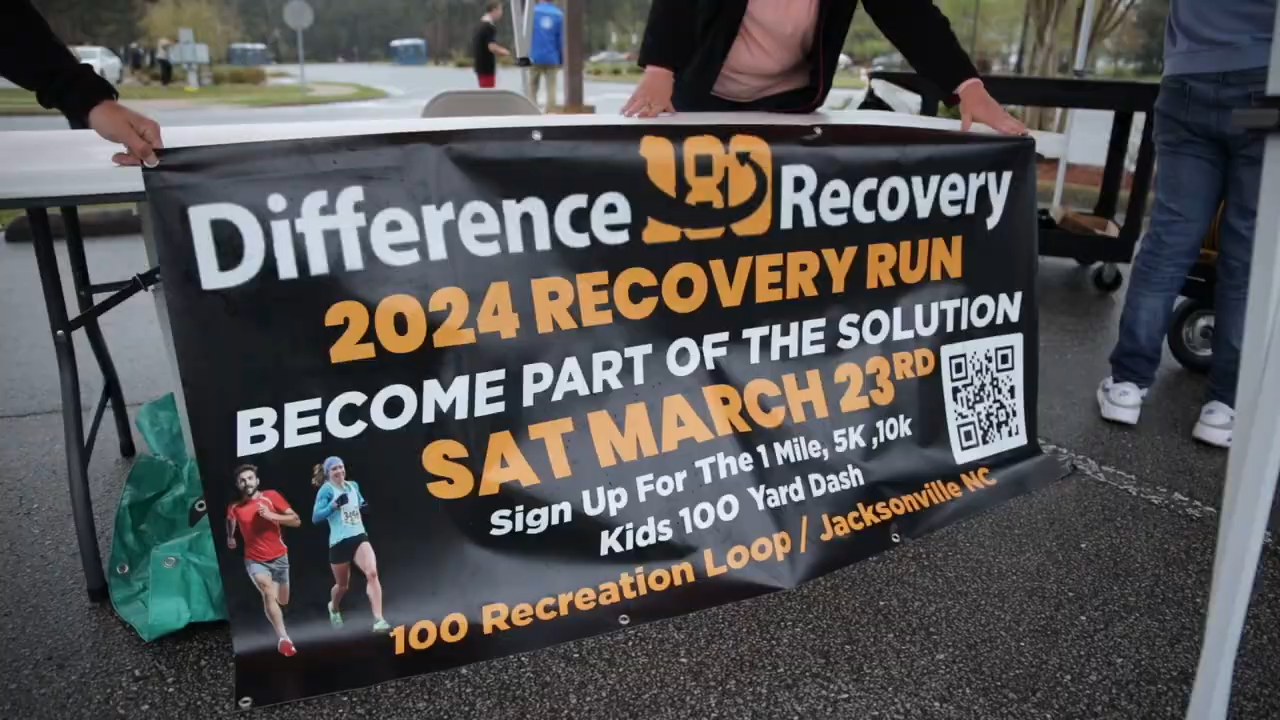 Difference 180 Recovery
2024 RECOVERY RUN
BECOME PART OF THE SOLUTION
SAT MARCH 23RD
Sign Up For The 1 Mile, 5K ,10k
Kids 100 Yard Dash
100 Recreation Loop / Jacksonville NC